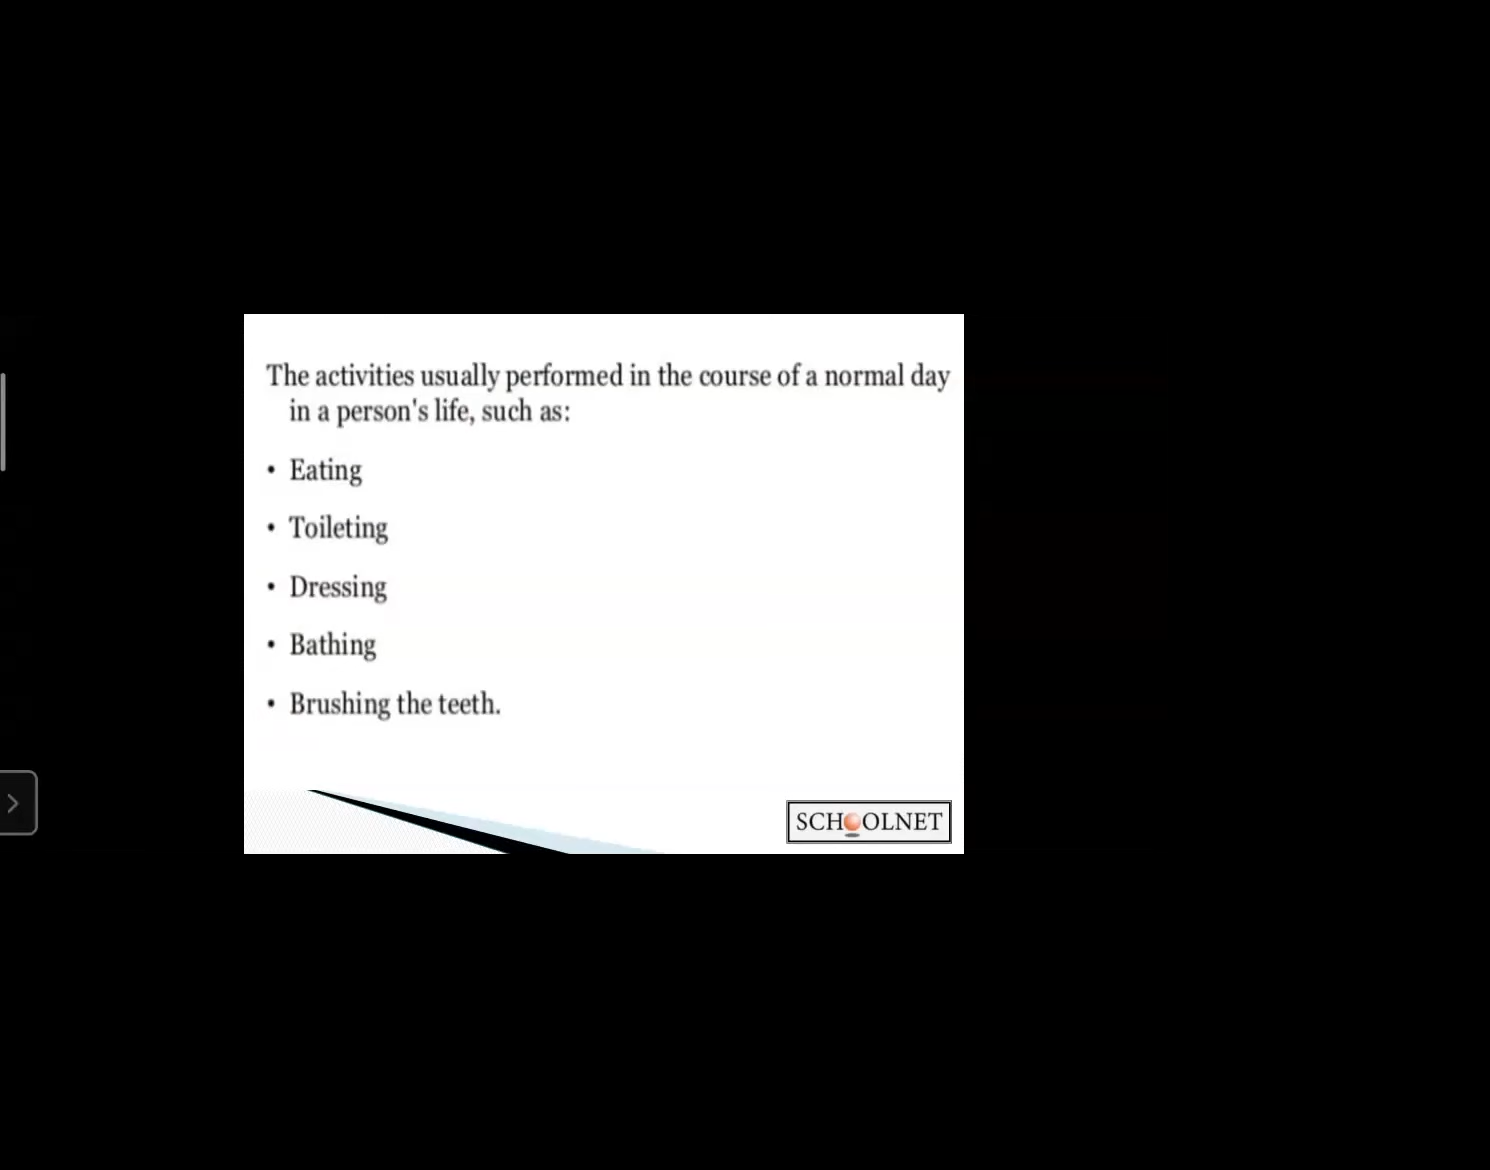 The activities usually performed in the course of a normal day
in a person's life, such as:
• Eating
• Toileting
• Dressing
• Bathing
• Brushing the teeth.
SCHOOLNET